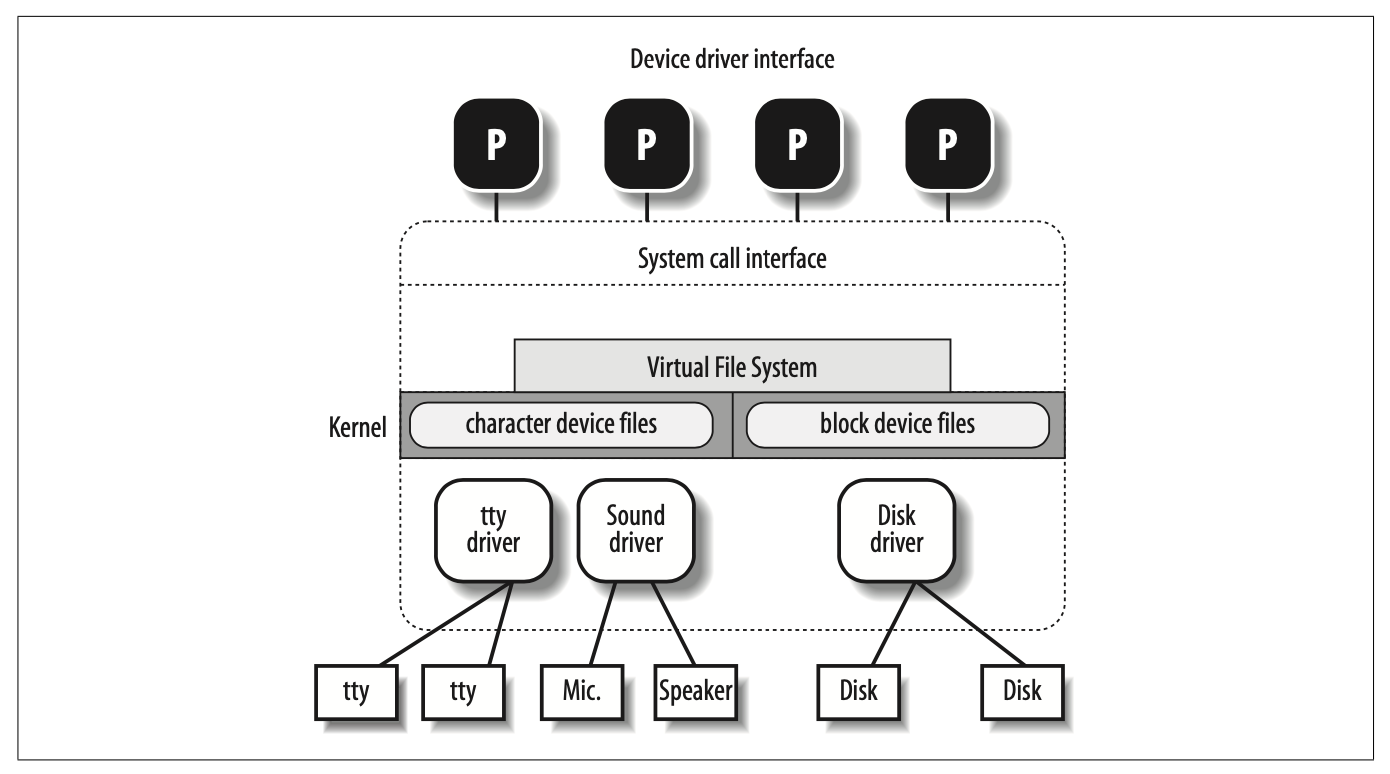 Device driver interface
P P P P
System call interface
Virtual File System
Kernel
character device files block device files
tty
driver
Sound
driver
Disk
driver
tty tty Mic. Speaker Disk Disk